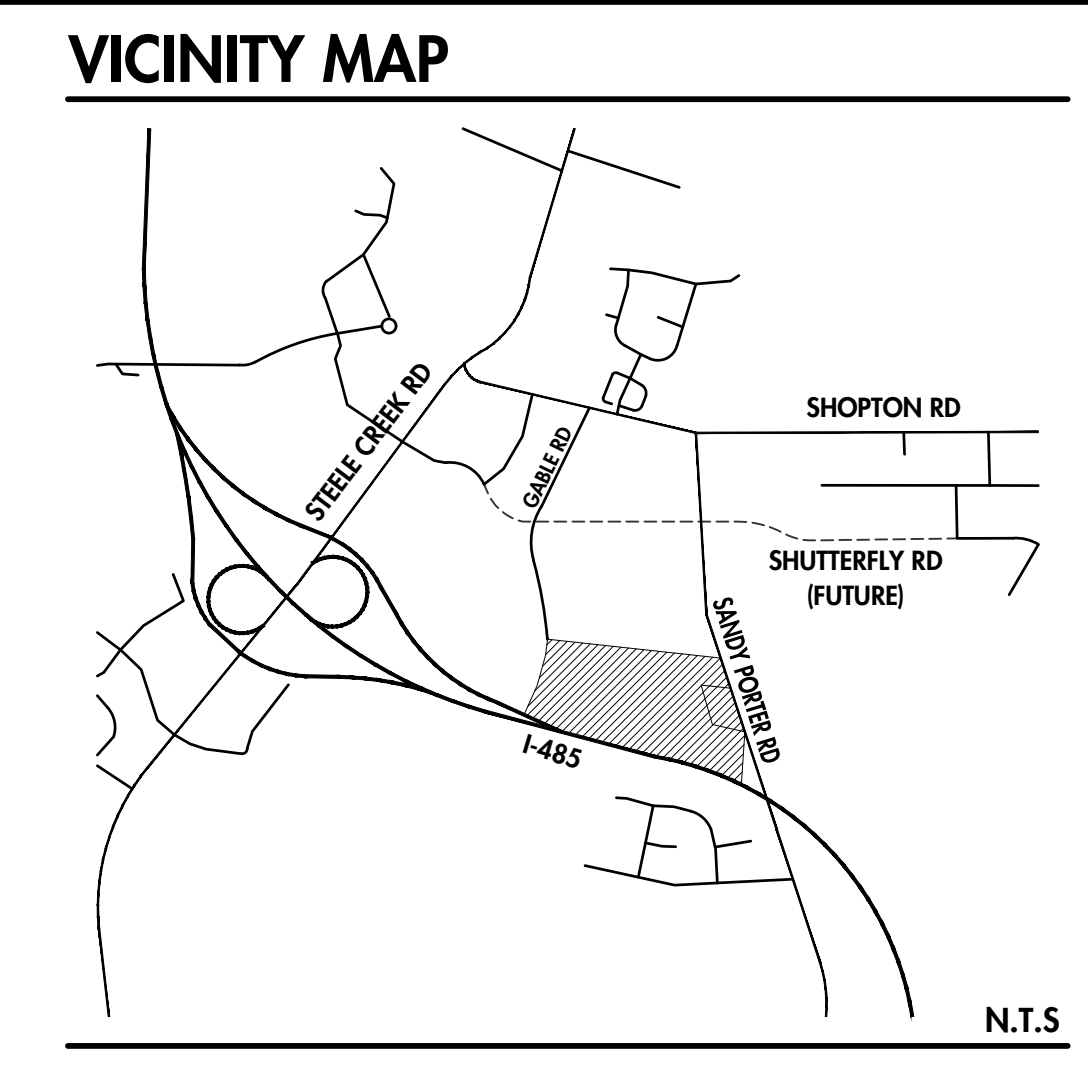 VICINITY MAP
STEELE CREEK RD
GABLE RD
SHOPTON RD
SHUTTERFLY RD
(FUTURE)
SANDY PORTER RD
I-485
N.T.S